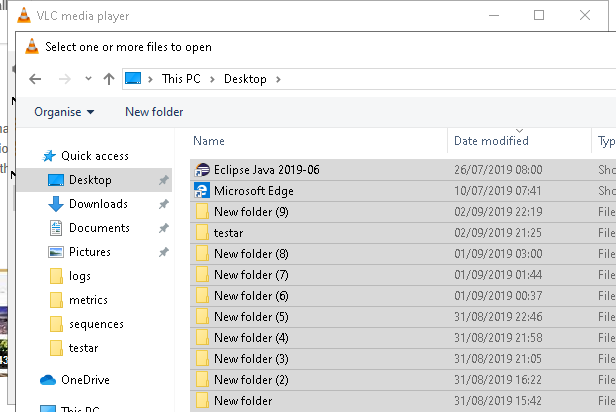 VLC media player
Select one or more files to open
This PC > Desktop >
Organise New folder
Name Date modified Typ
Quick access
Desktop
Downloads
Documents
Pictures
logs
metrics
sequences
testar
OneDrive
This PC
Eclipse Java 2019-06 26/07/2019 08:00 Sho
Microsoft Edge 10/07/2019 07:41 Sho
New folder (9) 02/09/2019 22:19 File
testar 02/09/2019 21:25 File
New folder (8) 01/09/2019 03:00 File
New folder (7) 01/09/2019 01:44 File
New folder (6) 01/09/2019 00:37 File
New folder (5) 31/08/2019 22:46 File
New folder (4) 31/08/2019 21:58 File
New folder (3) 31/08/2019 21:05 File
New folder (2) 31/08/2019 16:22 File
New folder 31/08/2019 15:42 File